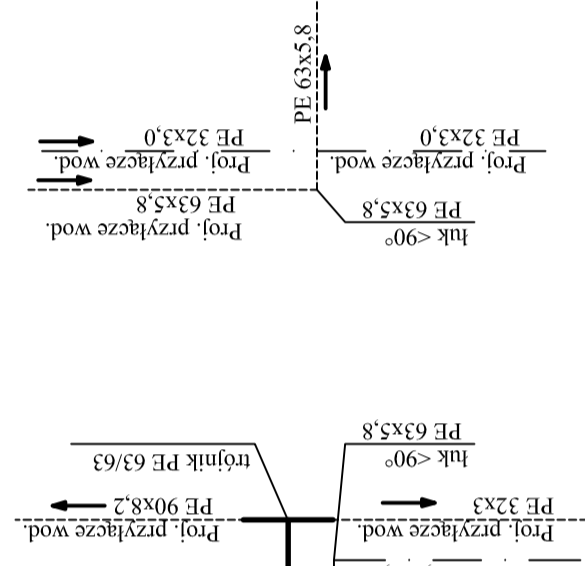 Proj. przyłącze wod.
PE 32x3
Proj. przyłącze wod.
PE 90x8,2
łuk <90°
PE 63x5,8
trójnik PE 63/63
łuk <90°
PE 63x5,8
Proj. przyłącze wod.
PE 63x5,8
Proj. przyłącze wod.
PE 32x3,0
Proj. przyłącze wod.
PE 32x3,0
PE 63x5,8